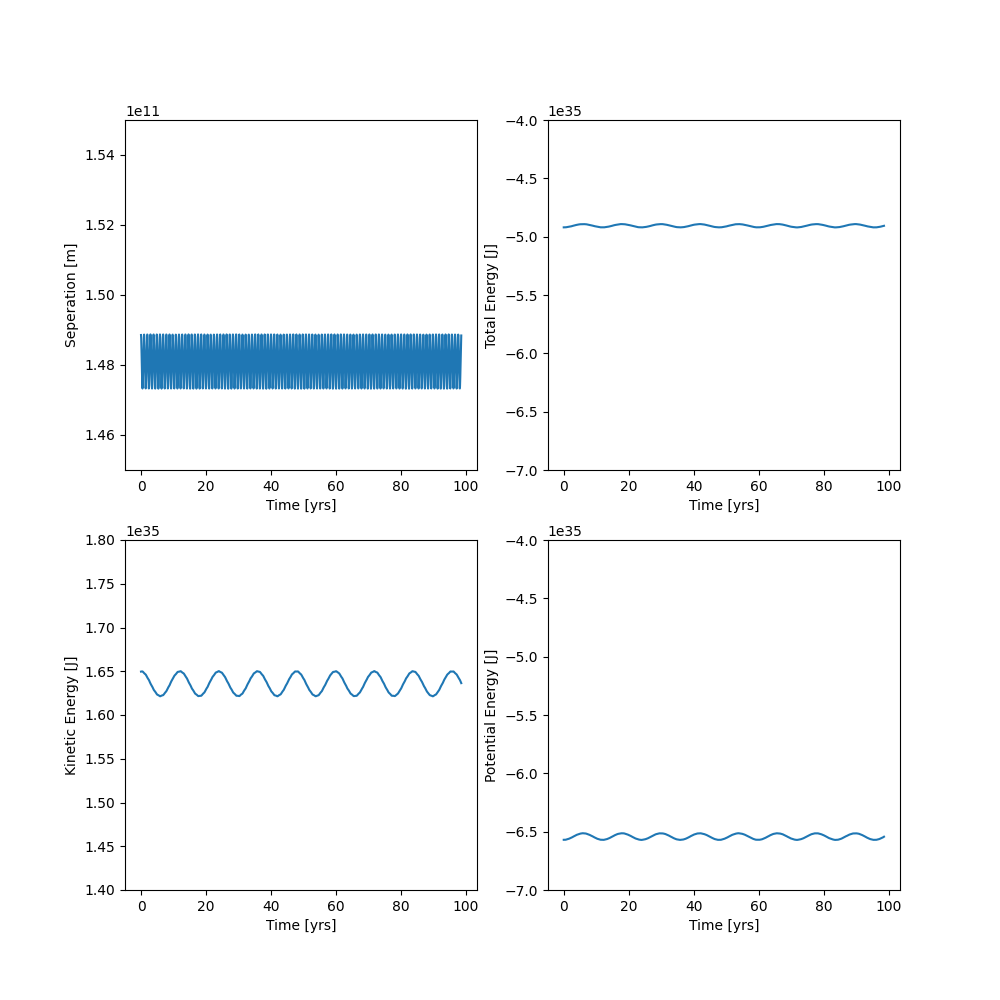 1e11
1.54
1.52
1.50
1.48
1.46
Seperation [m]
0 20 40 60 80 100
Time [yrs]
1e35
−4.0
−4.5
−5.0
−5.5
−6.0
−6.5
−7.0
Total Energy [J]
0 20 40 60 80 100
Time [yrs]
1e35
1.80
1.75
1.70
1.65
1.60
1.55
1.50
1.45
1.40
Kinetic Energy [J]
0 20 40 60 80 100
Time [yrs]
1e35
−4.0
−4.5
−5.0
−5.5
−6.0
−6.5
−7.0
Potential Energy [J]
0 20 40 60 80 100
Time [yrs]